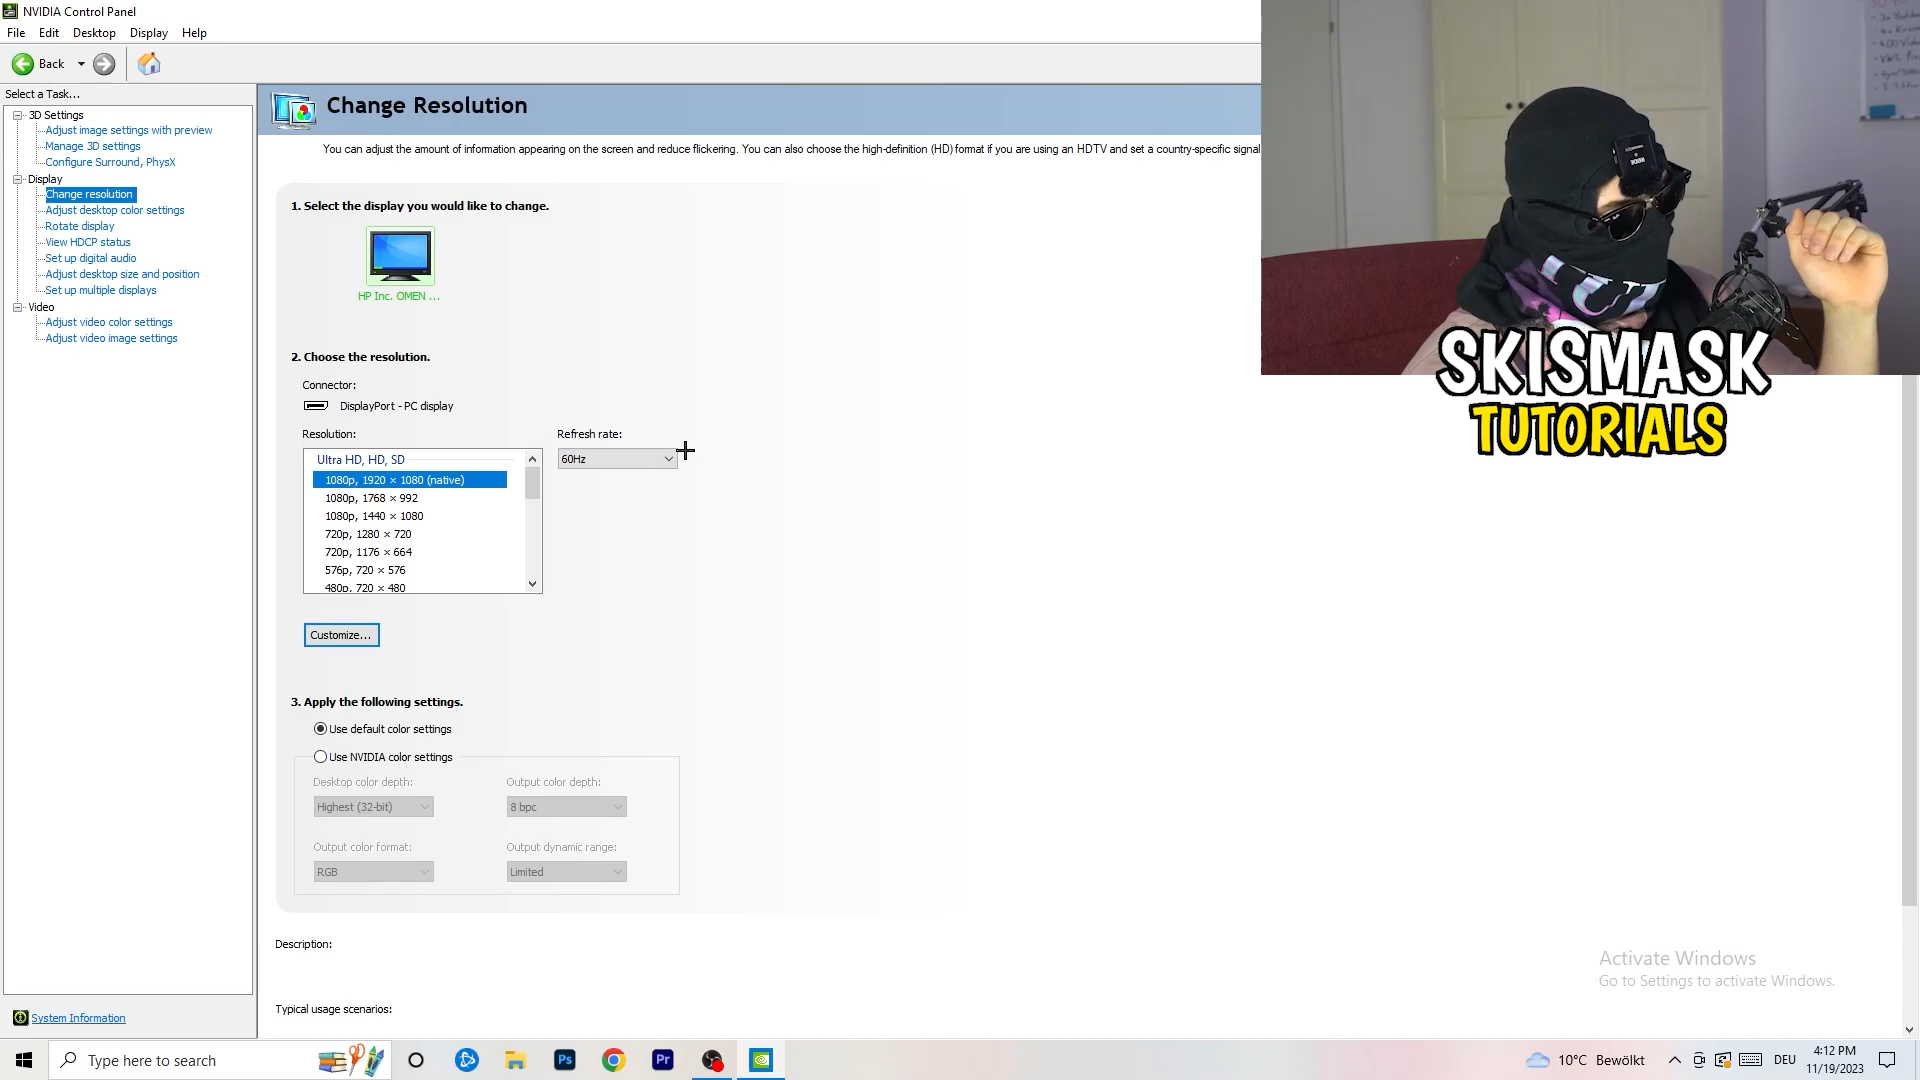 NVIDIA Control Panel
File Edit Desktop Display Help
Back
Select a Task...
3D Settings
Adjust image settings with preview
Manage 3D settings
Configure Surround, PhysX
Display
Change resolution
Adjust desktop color settings
Rotate display
View HDCP status
Set up digital audio
Adjust desktop size and position
Set up multiple displays
Video
Adjust video color settings
Adjust video image settings
System Information
Change Resolution
You can adjust the amount of information appearing on the screen and reduce flickering. You can also choose the high-definition (HD) format if you are using an HDTV and set a country-specific signal
1. Select the display you would like to change.
HP Inc. OMEN ...
2. Choose the resolution.
Connector:
DisplayPort - PC display
Resolution:
Refresh rate:
Ultra HD, HD, SD
60Hz
1080p, 1920 × 1080 (native)
1080p, 1768 × 992
1080p, 1440 × 1080
720p, 1280 × 720
720p, 1176 × 664
576p, 720 × 576
480p, 720 × 480
Customize...
3. Apply the following settings.
Use default color settings
Use NVIDIA color settings
Desktop color depth:
Output color depth:
Highest (32-bit)
8 bpc
Output color format:
Output dynamic range:
RGB
Limited
Description:
Typical usage scenarios:
RODE
SKISMASK
TUTORIALS
Activate Windows
Go to Settings to activate Windows.
Type here to search
Ps
Pr
10°C Bewölkt
DEU
4:12 PM
11/19/2023